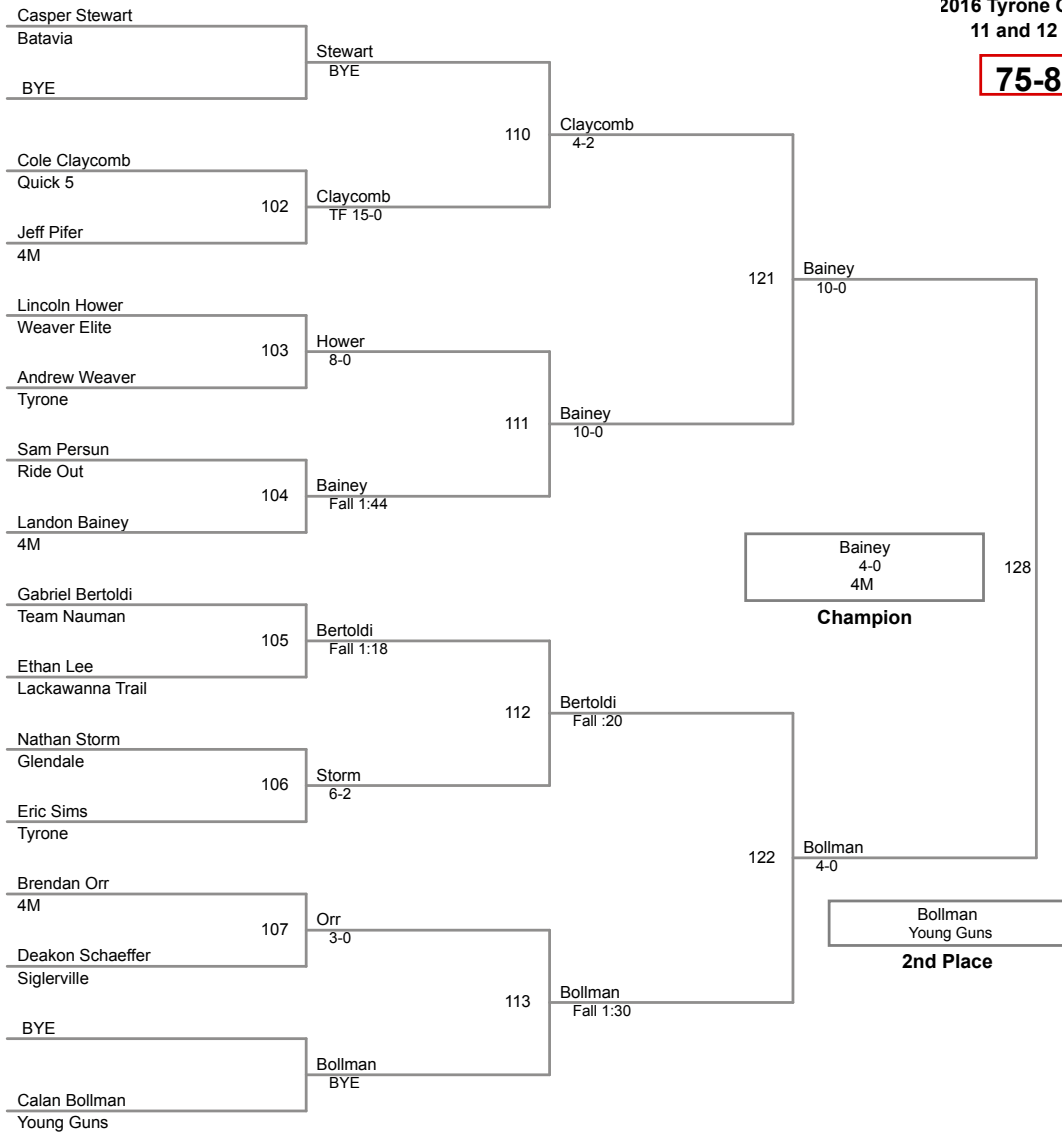 2016 Tyrone
11 and 12
75-8
Casper Stewart
Batavia
BYE
Stewart
BYE
110
Claycomb
4-2
Cole Claycomb
Quick 5
102
Claycomb
TF 15-0
Jeff Pifer
4M
121
Bainey
10-0
Lincoln Hower
Weaver Elite
103
Hower
8-0
Andrew Weaver
Tyrone
111
Bainey
10-0
Sam Persun
Ride Out
104
Bainey
Fall 1:44
Landon Bainey
4M
Bainey
4-0
4M
Champion
128
Gabriel Bertoldi
Team Nauman
105
Bertoldi
Fall 1:18
Ethan Lee
Lackawanna Trail
112
Bertoldi
Fall :20
Nathan Storm
Glendale
106
Storm
6-2
Eric Sims
Tyrone
122
Bollman
4-0
Brendan Orr
4M
107
Orr
3-0
Deakon Schaeffer
Siglerville
Bollman
Young Guns
2nd Place
113
Bollman
Fall 1:30
BYE
Bollman
BYE
Calan Bollman
Young Guns